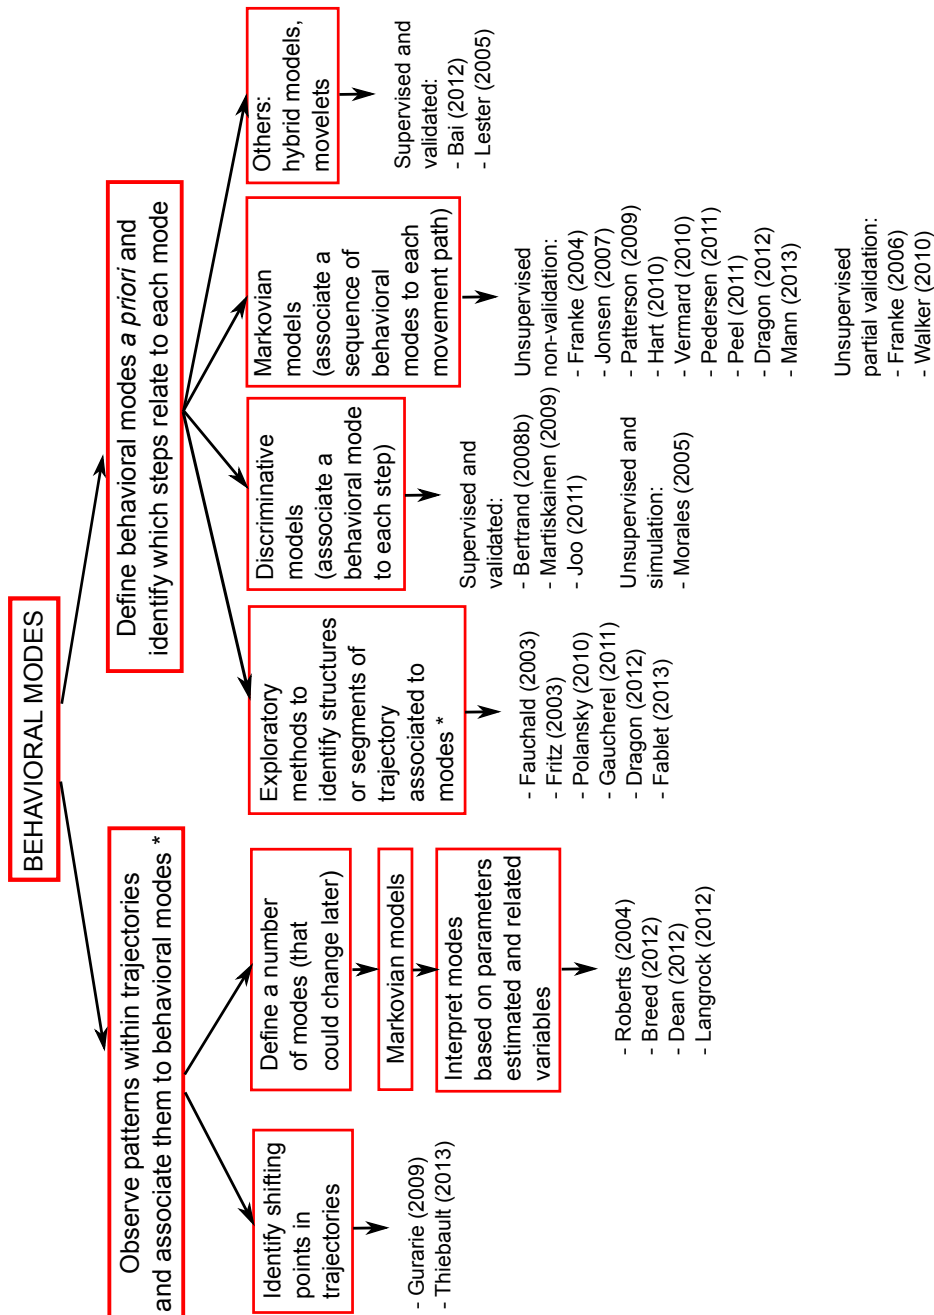 BEHAVIORAL MODES
Observe patterns within trajectories
and associate them to behavioral modes *
Define behavioral modes a priori and
identify which steps relate to each mode
Identify shifting
points in
trajectories
- Gurarie (2009)
- Thiebault (2013)
Define a number
of modes (that
could change later)
Markovian models
Interpret modes
based on parameters
estimated and related
variables
- Roberts (2004)
- Breed (2012)
- Dean (2012)
- Langrock (2012)
Exploratory
methods to
identify structures
or segments of
trajectory
associated to
modes *
- Fauchald (2003)
- Fritz (2003)
- Polansky (2010)
- Gaucherel (2011)
- Dragon (2012)
- Fablet (2013)
Discriminative
models
(associate a
behavioral mode
to each step)
Supervised and
validated:
- Bertrand (2008b)
- Martiskainen (2009)
- Joo (2011)
Unsupervised and
simulation:
- Morales (2005)
Markovian
models
(associate a
sequence of
behavioral
modes to each
movement path)
Unsupervised
non-validation:
- Franke (2004)
- Jonsen (2007)
- Patterson (2009)
- Hart (2010)
- Vermard (2010)
- Pedersen (2011)
- Peel (2011)
- Dragon (2012)
- Mann (2013)
Unsupervised
partial validation:
- Franke (2006)
- Walker (2010)
Others:
hybrid models,
movelets
Supervised and
validated:
- Bai (2012)
- Lester (2005)